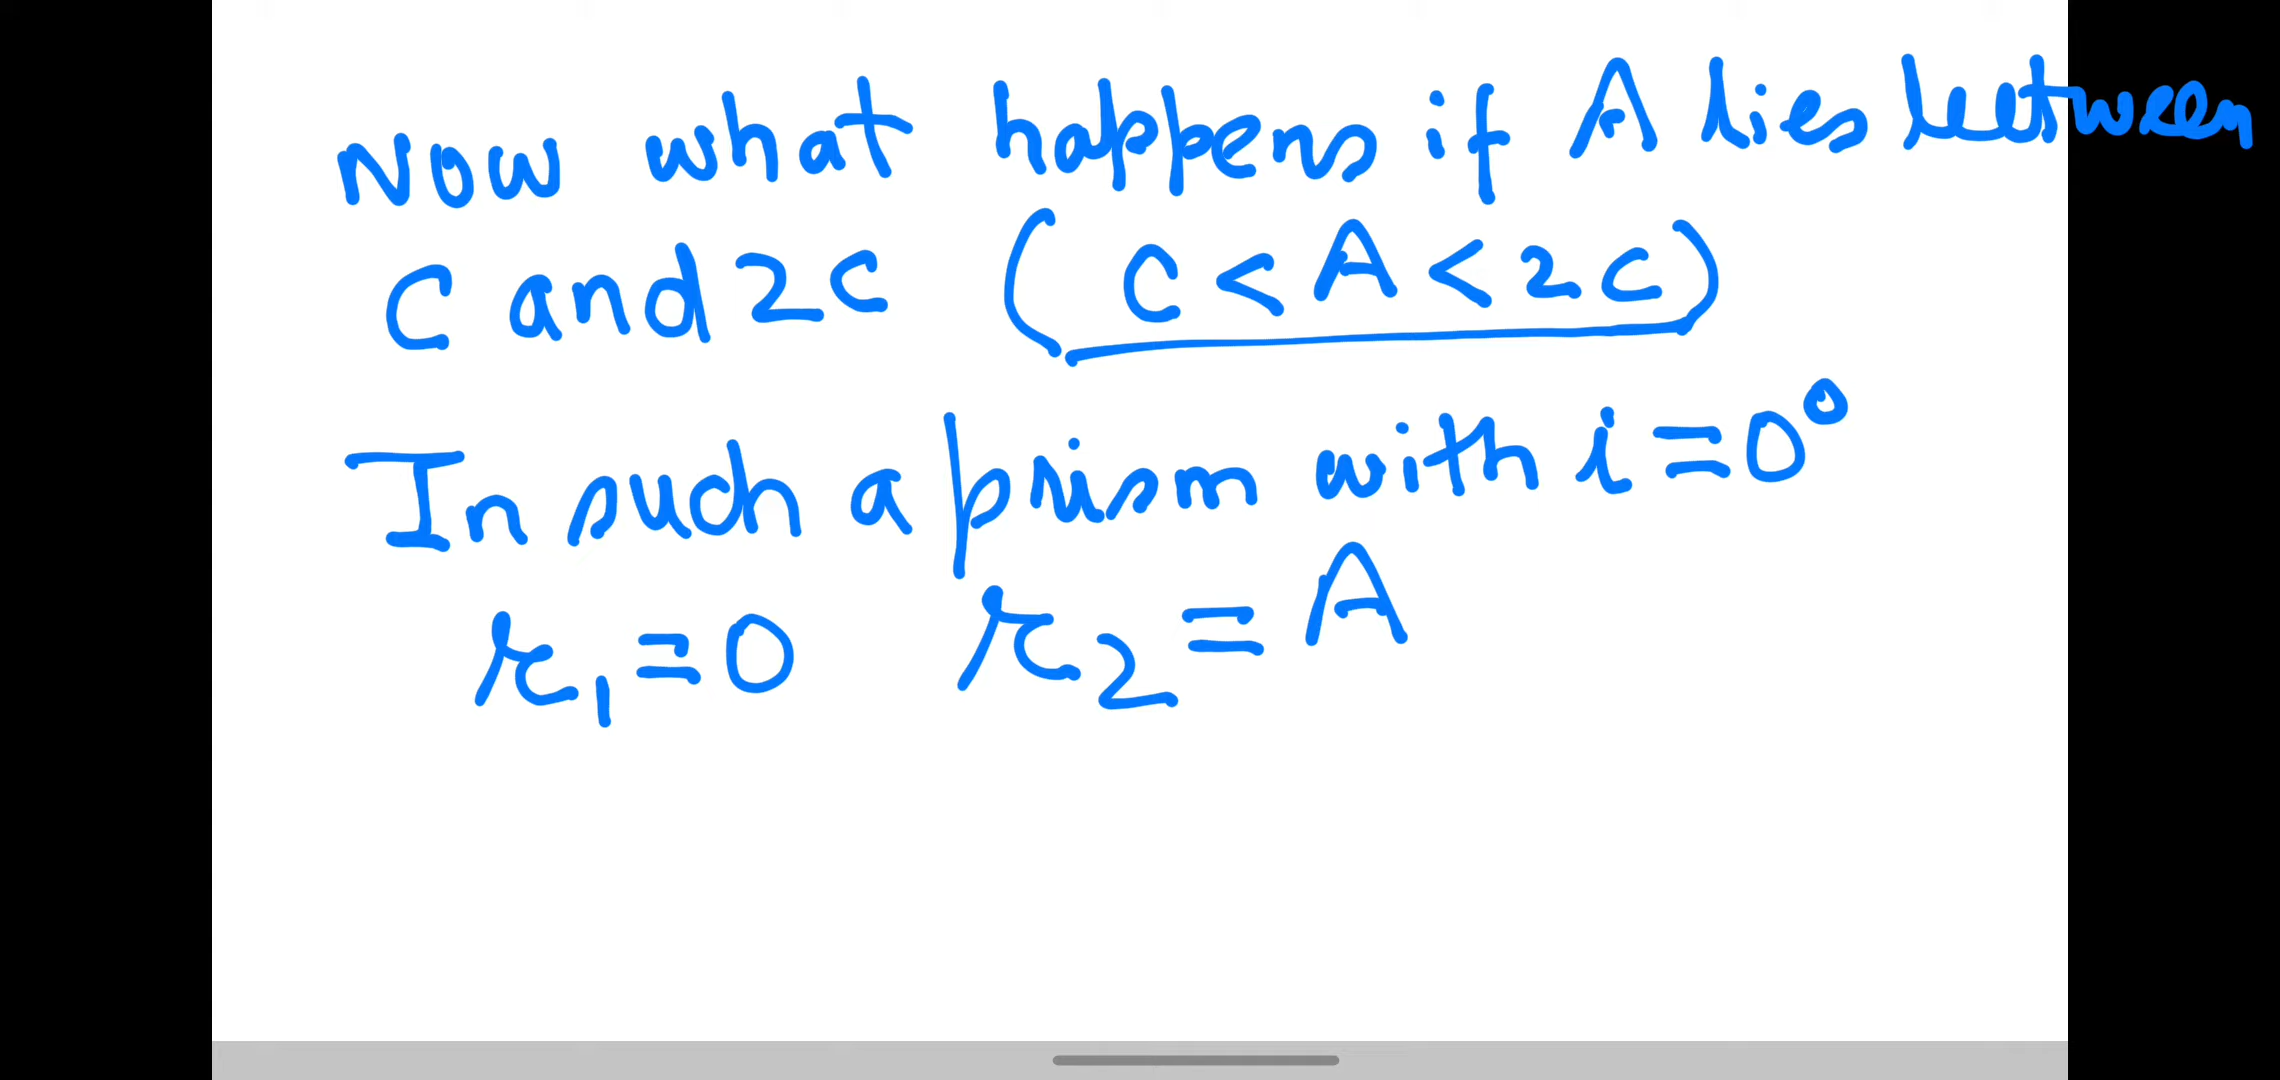 Now what happens if A lies between
C and 2C (C < A < 2C)
In such a prism with i = 0°
r₁ = 0 r₂ = A